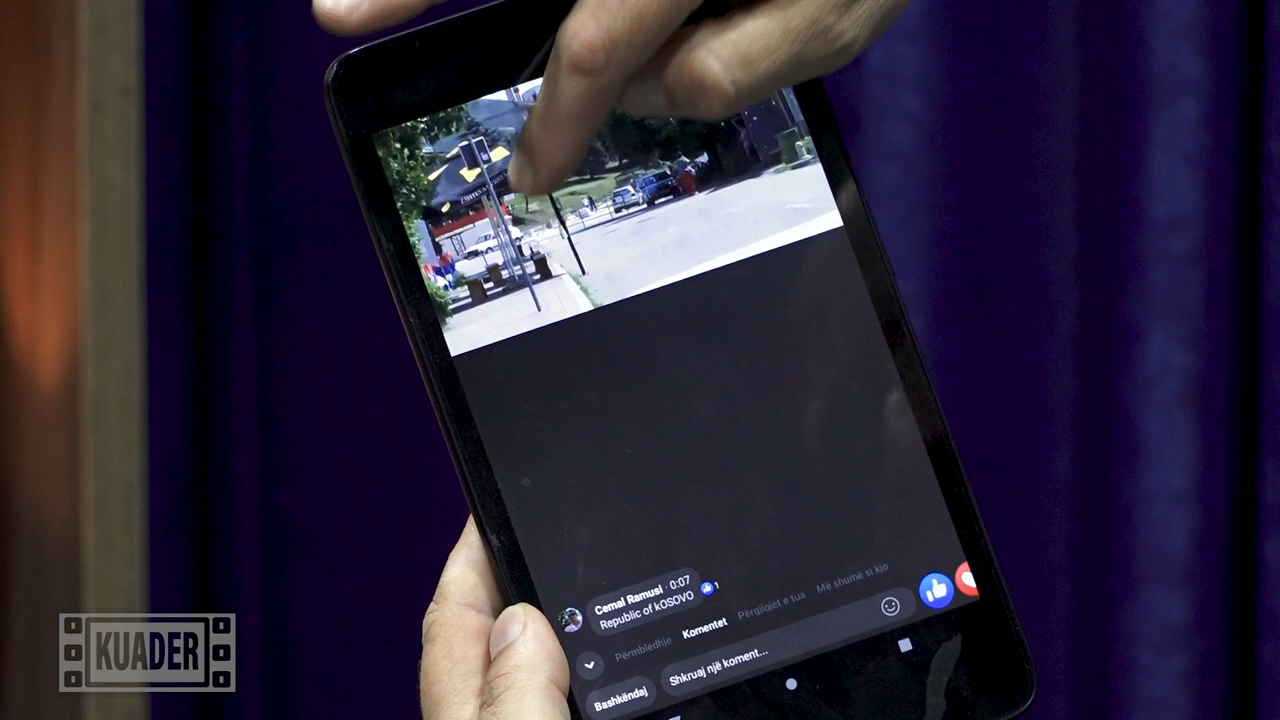 Cemal Ramusi · 0:07
Republic of kOSOVO
1
Përmbledhje Komentet Përgjigjet e tua Më shumë si kjo
Bashkëndaj Shkruaj një koment...
KUADER